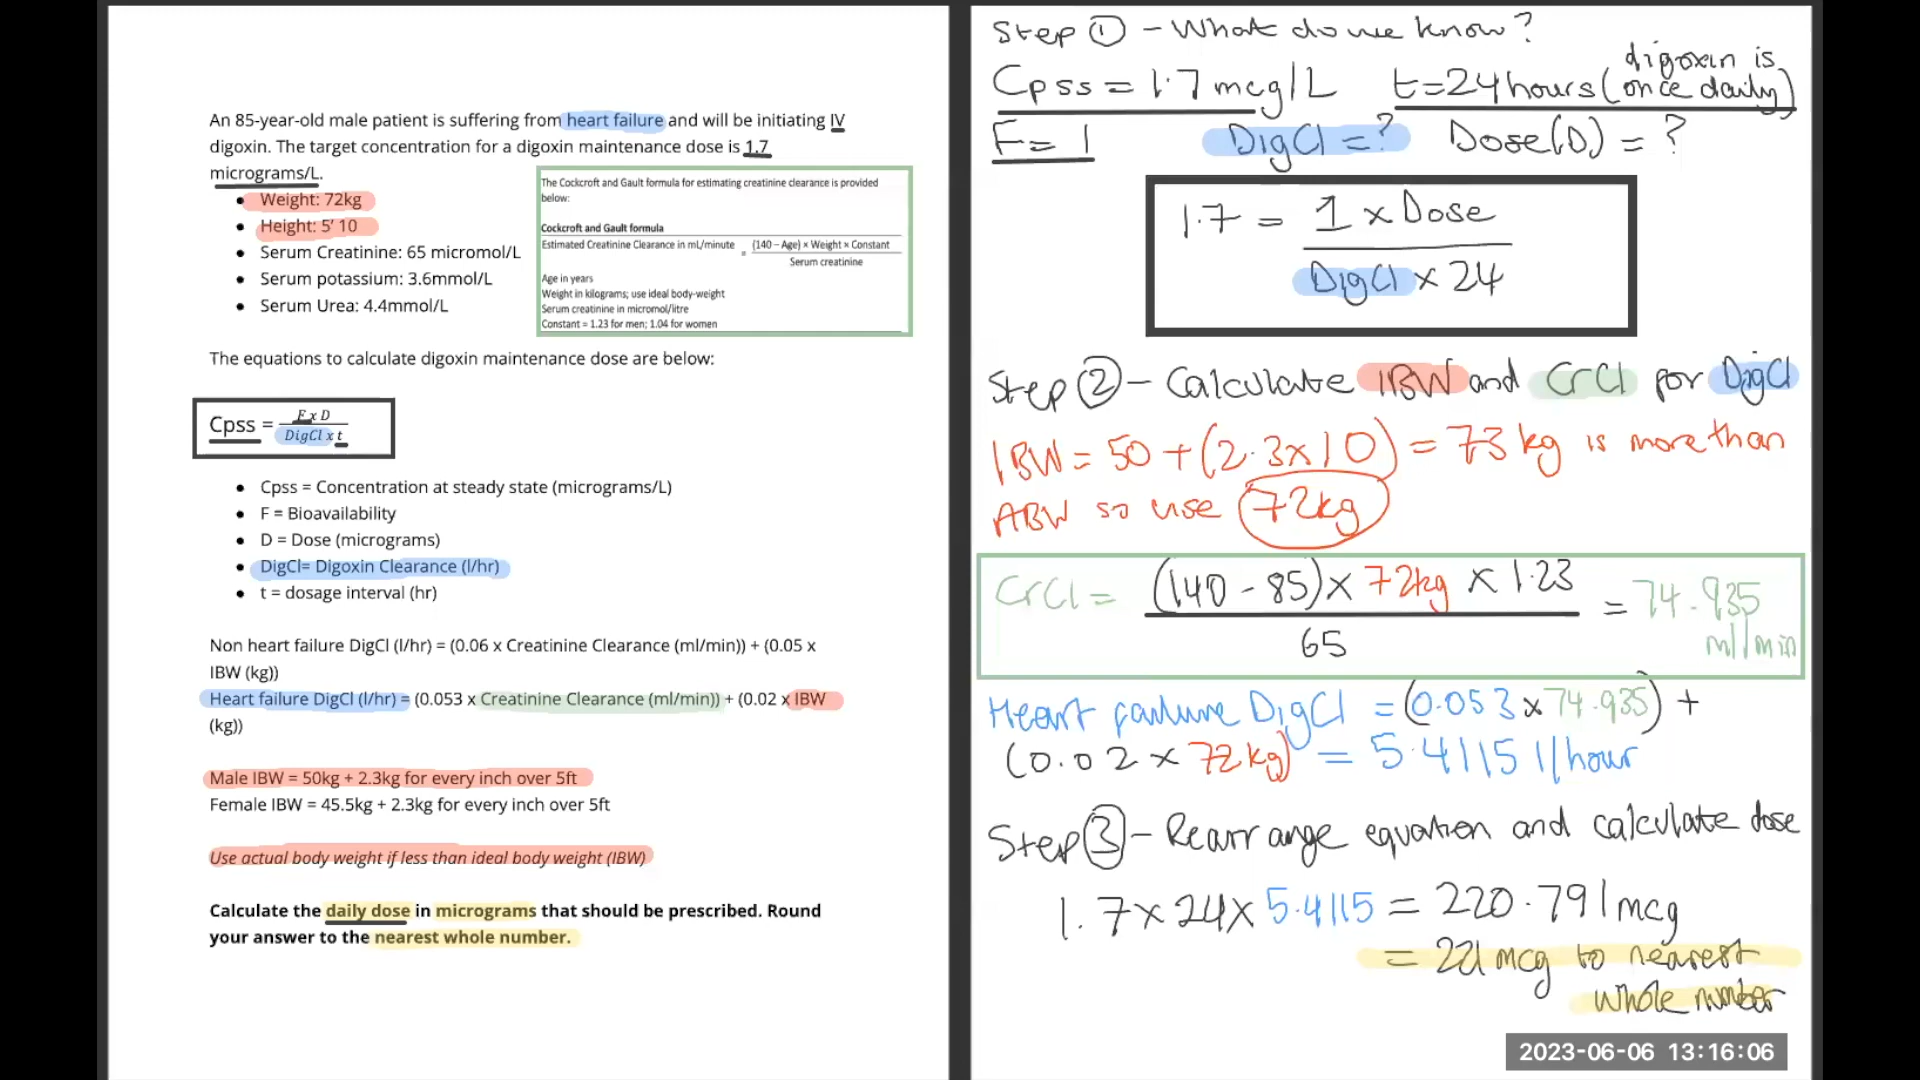 An 85-year-old male patient is suffering from heart failure and will be initiating IV
digoxin. The target concentration for a digoxin maintenance dose is 1.7
micrograms/L.
• Weight: 72kg
• Height: 5' 10
• Serum Creatinine: 65 micromol/L
• Serum potassium: 3.6mmol/L
• Serum Urea: 4.4mmol/L
The Cockcroft and Gault formula for estimating creatinine clearance is provided
below:
Cockcroft and Gault formula
Estimated Creatinine Clearance in mL/minute = (140 – Age) × Weight × Constant
Serum creatinine
Age in years
Weight in kilograms; use ideal body-weight
Serum creatinine in micromol/litre
Constant = 1.23 for men; 1.04 for women
The equations to calculate digoxin maintenance dose are below:
Cpss = F x D
DigCl x t
• Cpss = Concentration at steady state (micrograms/L)
• F = Bioavailability
• D = Dose (micrograms)
• DigCl= Digoxin Clearance (l/hr)
• t = dosage interval (hr)
Non heart failure DigCl (l/hr) = (0.06 x Creatinine Clearance (ml/min)) + (0.05 x
IBW (kg))
Heart failure DigCl (l/hr) = (0.053 x Creatinine Clearance (ml/min)) + (0.02 x IBW
(kg))
Male IBW = 50kg + 2.3kg for every inch over 5ft
Female IBW = 45.5kg + 2.3kg for every inch over 5ft
Use actual body weight if less than ideal body weight (IBW)
Calculate the daily dose in micrograms that should be prescribed. Round
your answer to the nearest whole number.
Step ① – What do we know?
Cpss = 1.7 mcg/L t=24hours (digoxin is
once daily)
F= 1 DigCl =? Dose(D) = ?
1.7 = 1 x Dose
DigCl x 24
Step ② – Calculate IBW and CrCl for DigCl
IBW = 50 + (2.3x10) = 73kg is more than
ABW so use 72kg
CrCl = (140 - 85) x 72kg x 1.23 = 74.935
65 ml/min
Heart failure DigCl = (0.053 x 74.935) +
(0.02 x 72kg) = 5.4115 l/hour
Step ③ – Rearrange equation and calculate dose
1.7 x 24 x 5.4115 = 220.791 mcg
= 221 mcg to nearest
whole number
2023-06-06 13:16:06